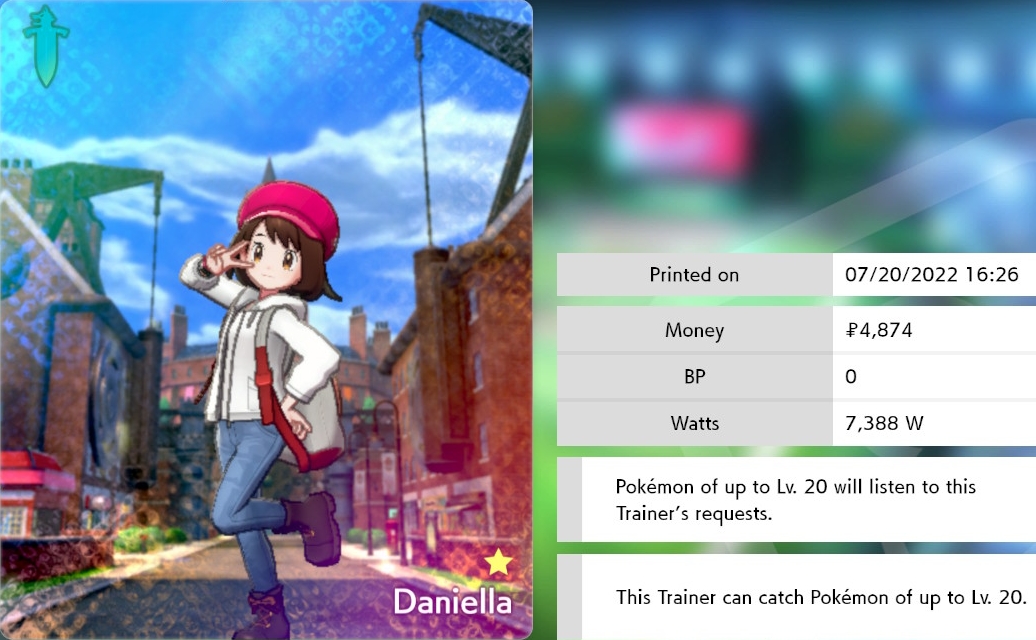 Daniella
Printed on 07/20/2022 16:26
Money ₽4,874
BP 0
Watts 7,388 W
Pokémon of up to Lv. 20 will listen to this
Trainer's requests.
This Trainer can catch Pokémon of up to Lv. 20.